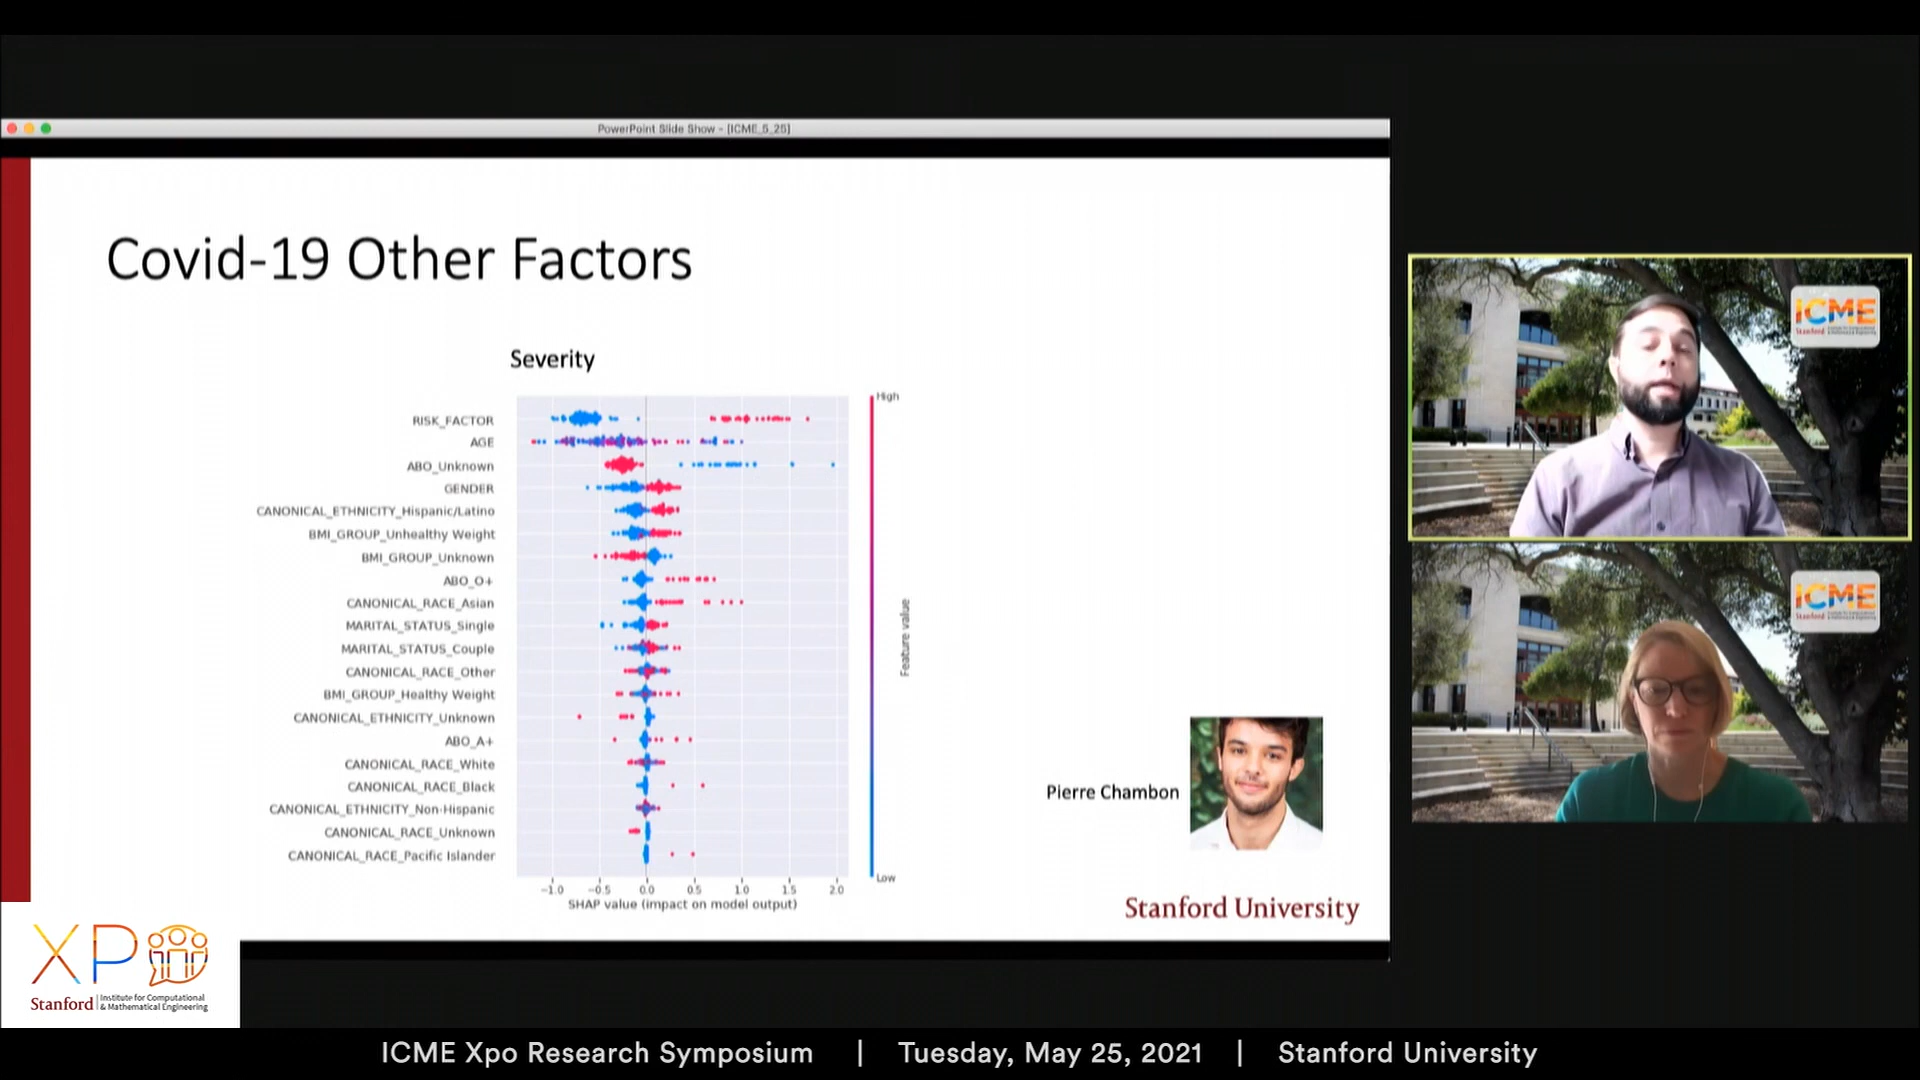 PowerPoint Slide Show - [ICME_5_25]
Covid-19 Other Factors
Severity
RISK_FACTOR
AGE
ABO_Unknown
GENDER
CANONICAL_ETHNICITY_Hispanic/Latino
BMI_GROUP_Unhealthy Weight
BMI_GROUP_Unknown
ABO_O+
CANONICAL_RACE_Asian
MARITAL_STATUS_Single
MARITAL_STATUS_Couple
CANONICAL_RACE_Other
BMI_GROUP_Healthy Weight
CANONICAL_ETHNICITY_Unknown
ABO_A+
CANONICAL_RACE_White
CANONICAL_RACE_Black
CANONICAL_ETHNICITY_Non-Hispanic
CANONICAL_RACE_Unknown
CANONICAL_RACE_Pacific Islander
−1.0 −0.5 0.0 0.5 1.0 1.5 2.0
SHAP value (impact on model output)
High
Feature value
Low
Pierre Chambon
Stanford University
ICME
Stanford
ICME
Stanford
XPO
Stanford | Institute for Computational
& Mathematical Engineering
ICME Xpo Research Symposium | Tuesday, May 25, 2021 | Stanford University